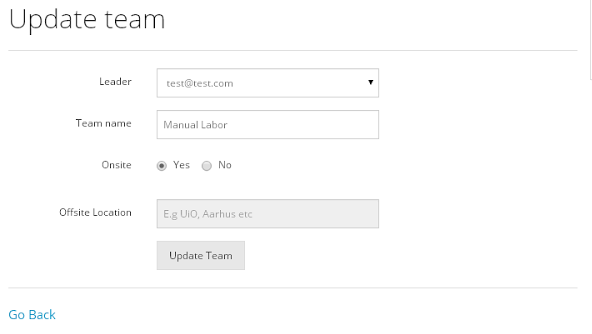 Update team
Leader test@test.com
Team name Manual Labor
Onsite Yes No
Offsite Location E.g UiO, Aarhus etc
Update Team
Go Back